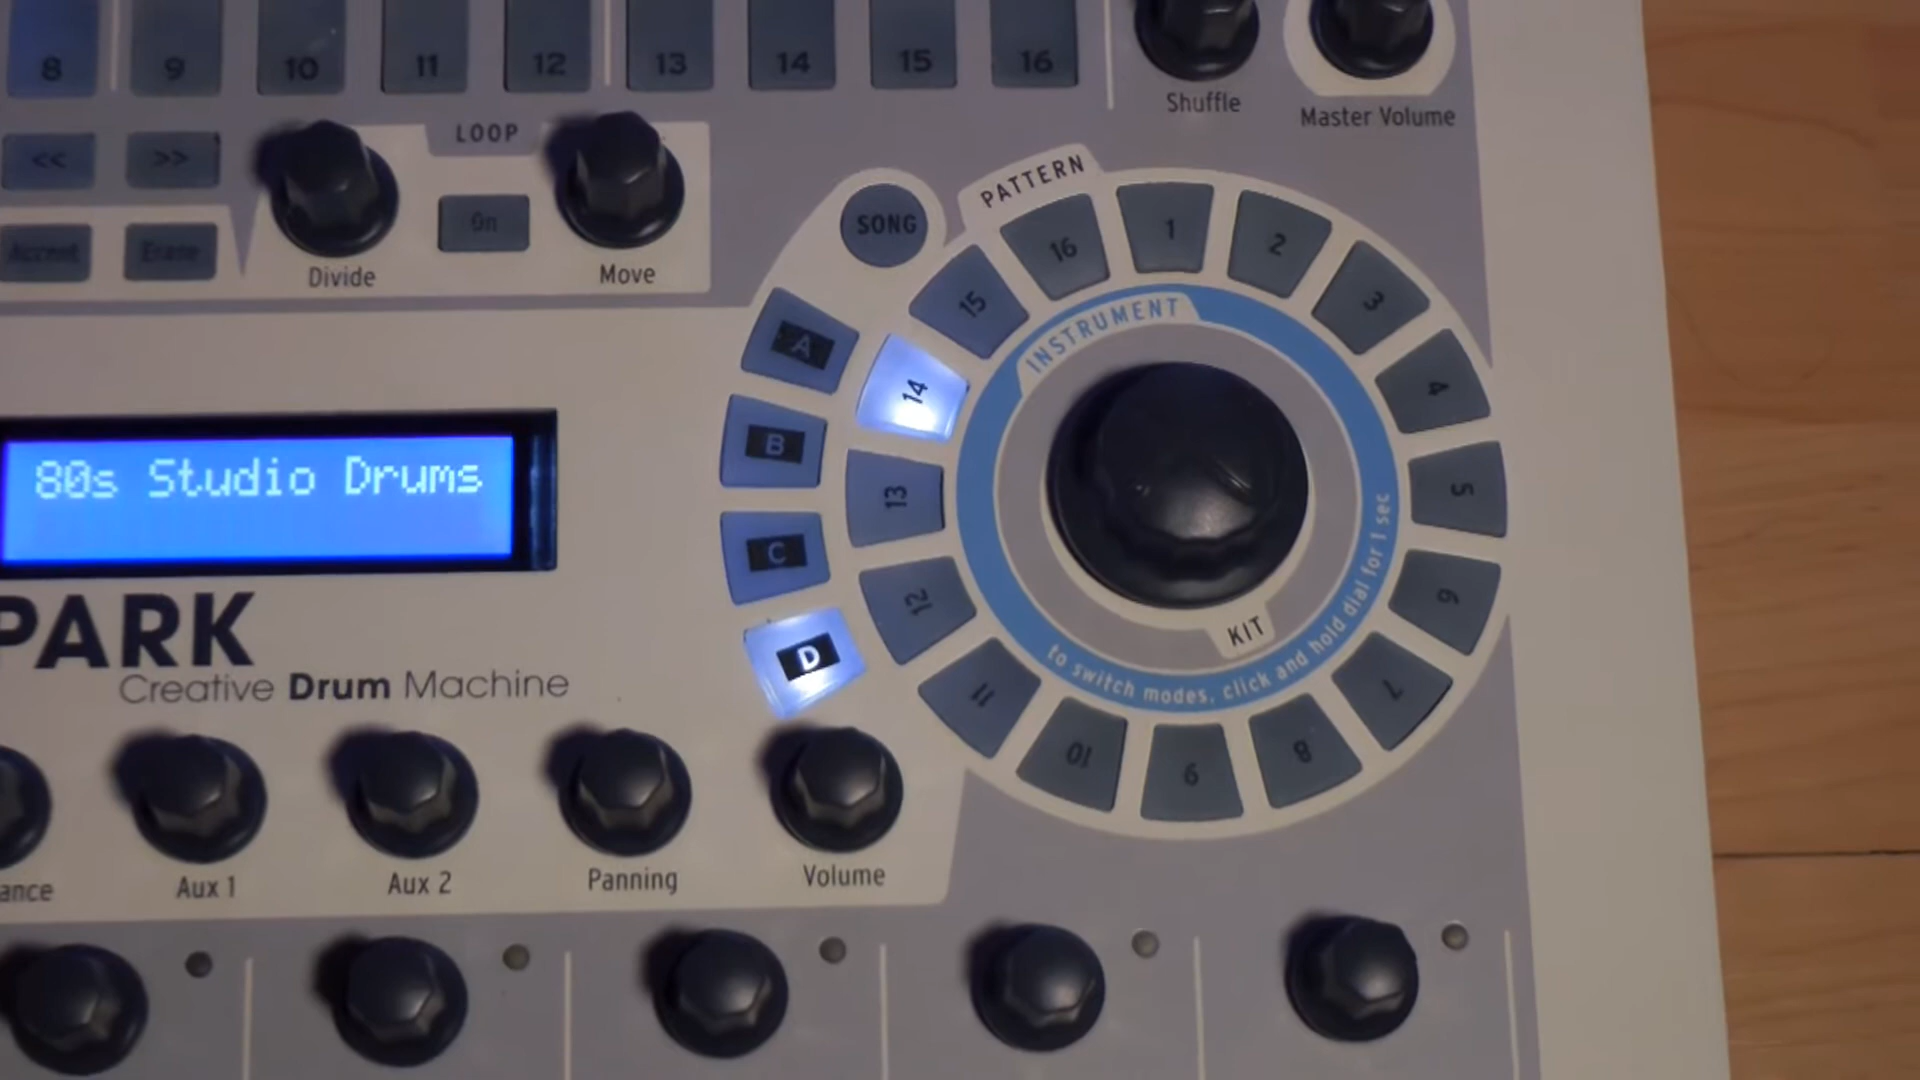 8 9 10 11 12 13 14 15 16
Shuffle
Master Volume
<< >>
LOOP
On
Accent Erase
Divide
Move
SONG
PATTERN
16 1 2 3 4 5 6 7 8 9 10 11 12 13 14 15
A
B
C
D
INSTRUMENT
KIT
to switch modes, click and hold dial for 1 sec
80s Studio Drums
PARK
Creative Drum Machine
ance
Aux 1
Aux 2
Panning
Volume